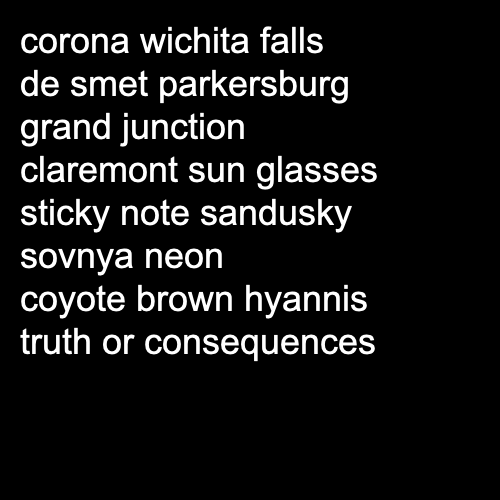 corona wichita falls
de smet parkersburg
grand junction
claremont sun glasses
sticky note sandusky
sovnya neon
coyote brown hyannis
truth or consequences